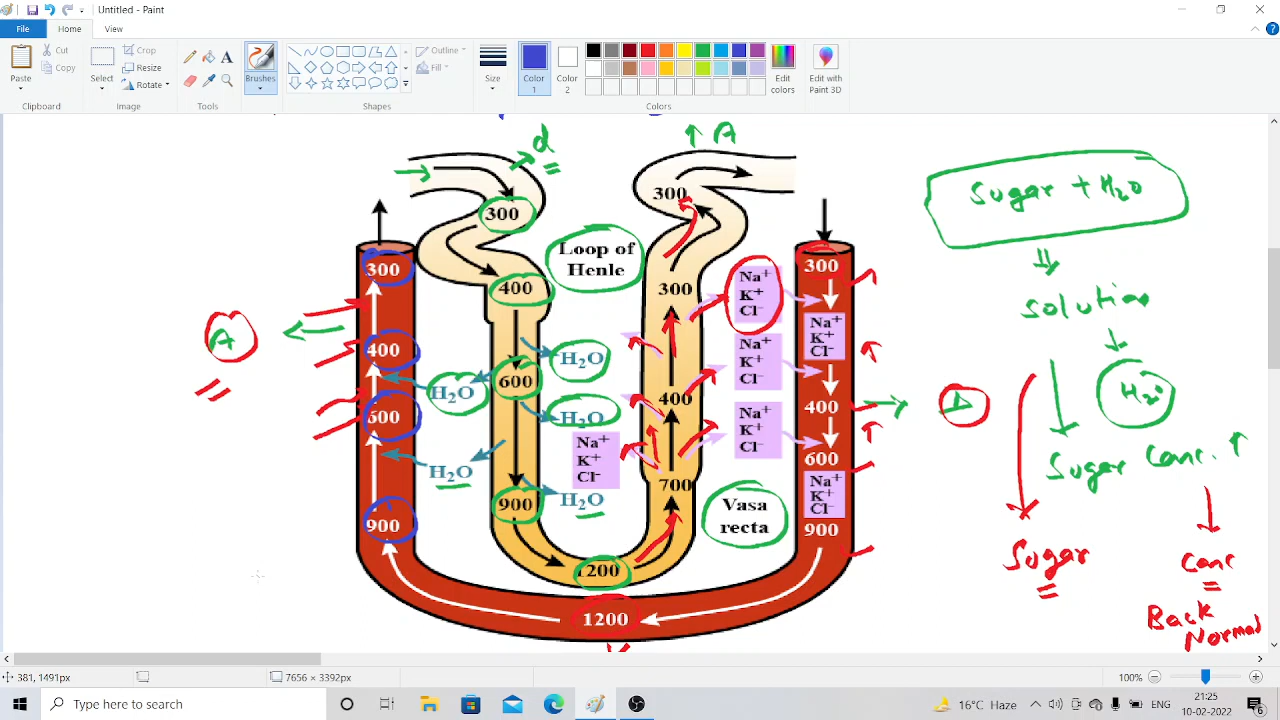 Untitled - Paint
File
Home
View
Paste
Cut
Copy
Clipboard
Select
Crop
Resize
Rotate
Image
Tools
Brushes
Shapes
Outline
Fill
Size
Color
1
Color
2
Colors
Edit
colors
Edit with
Paint 3D
d
↑ A
300
300
Loop of
Henle
400
300
300
400
600
900
A
H₂O
H₂O
H₂O
H₂O
H₂O
400
600
900
1200
Na⁺
K⁺
Cl⁻
300
400
700
Vasa
recta
Na⁺
K⁺
Cl⁻
Na⁺
K⁺
Cl⁻
Na⁺
K⁺
Cl⁻
300
Na⁺
K⁺
Cl⁻
400
600
Na⁺
K⁺
Cl⁻
900
1200
D
Sugar + H₂O
Solution
H₂O
Sugar Conc. ↑
Sugar
Conc
Back
Normal
381, 1491px
7656 × 3392px
100%
Type here to search
16°C Haze
ENG
21:25
10-02-2022
6